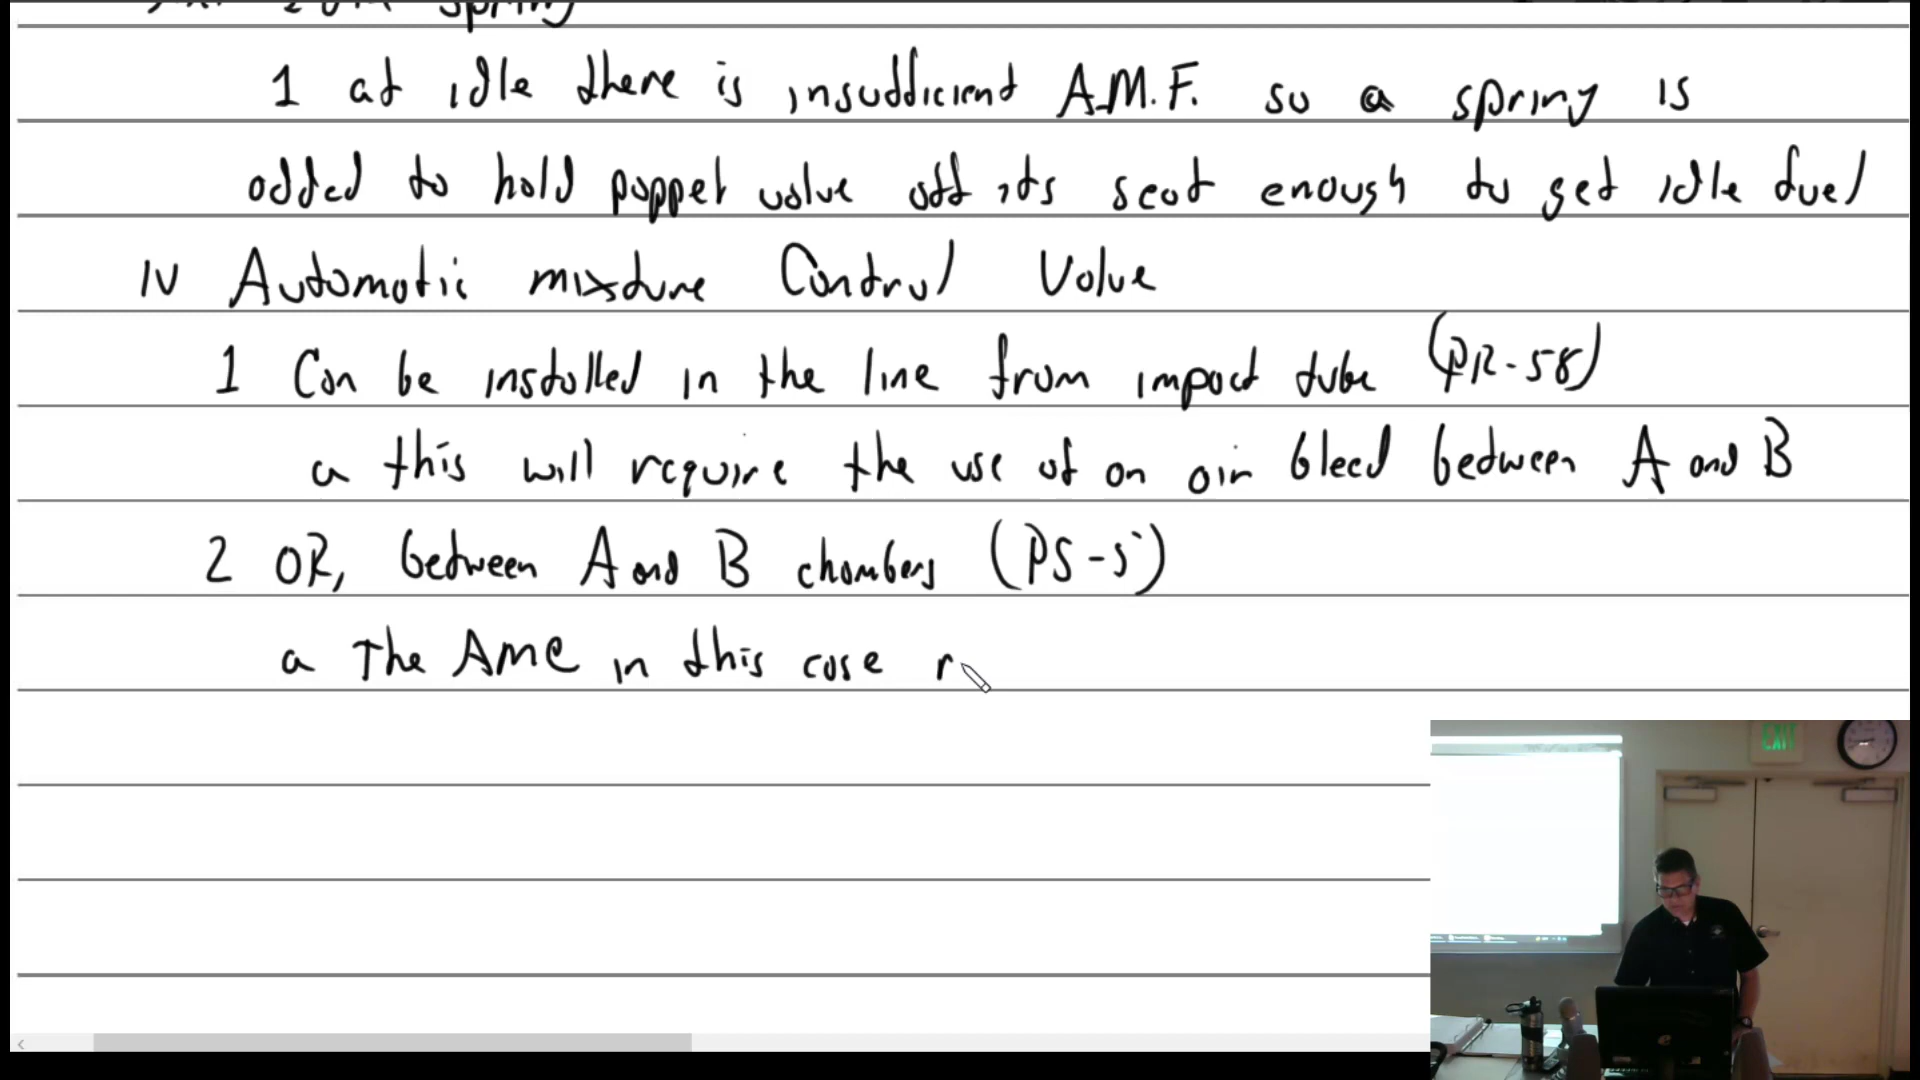 spring
1 at idle there is insufficient A.M.F. so a spring is
added to hold poppet valve off its seat enough to get idle fuel
IV Automatic mixture Control Valve
1 Can be installed in the line from impact tube (PR-58)
a this will require the use of an air bleed between A and B
2 OR, between A and B chambers (PS-5)
a The AMC in this case r
EXIT